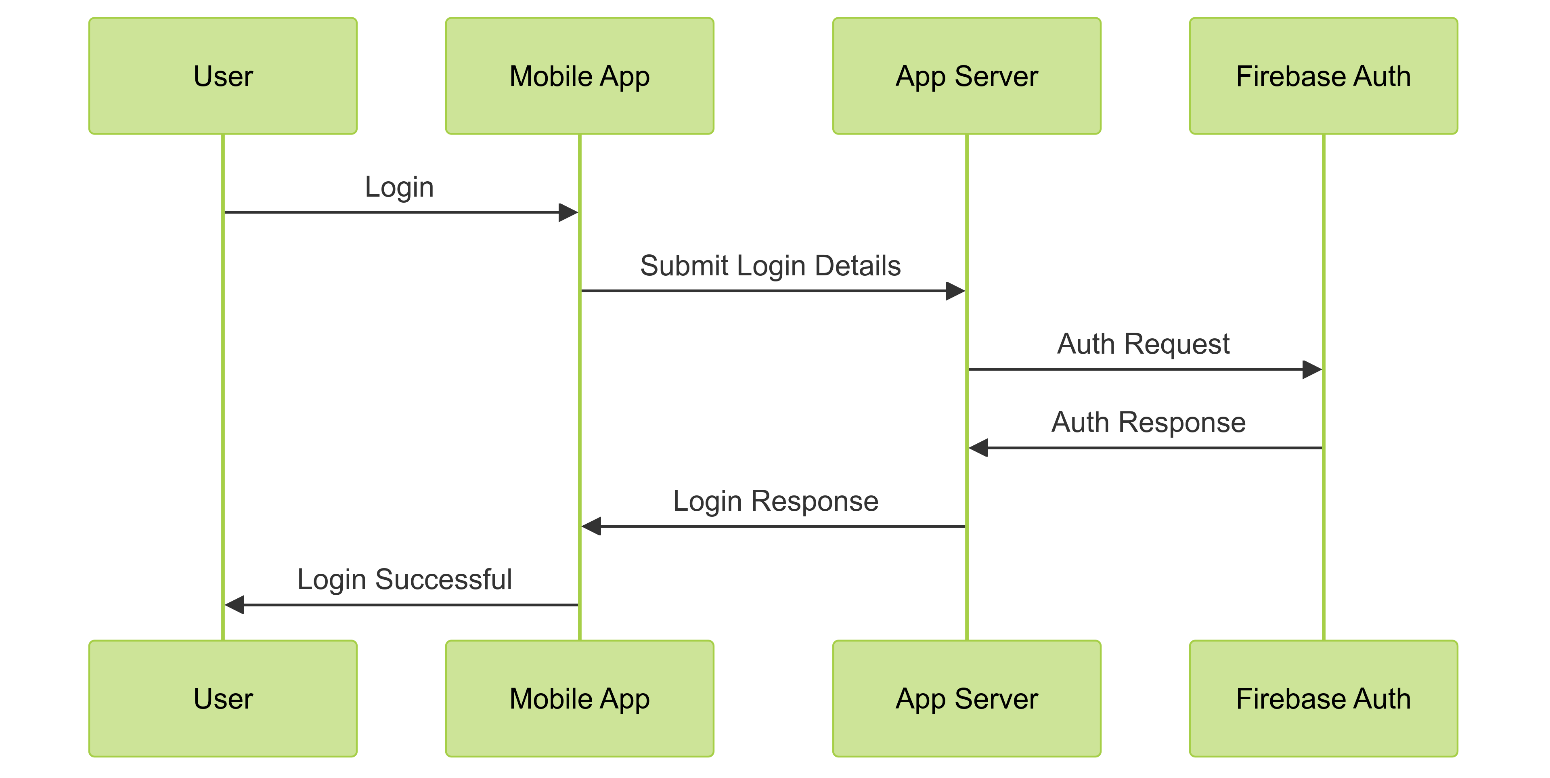 User
Mobile App
App Server
Firebase Auth
Login
Submit Login Details
Auth Request
Auth Response
Login Response
Login Successful
User
Mobile App
App Server
Firebase Auth